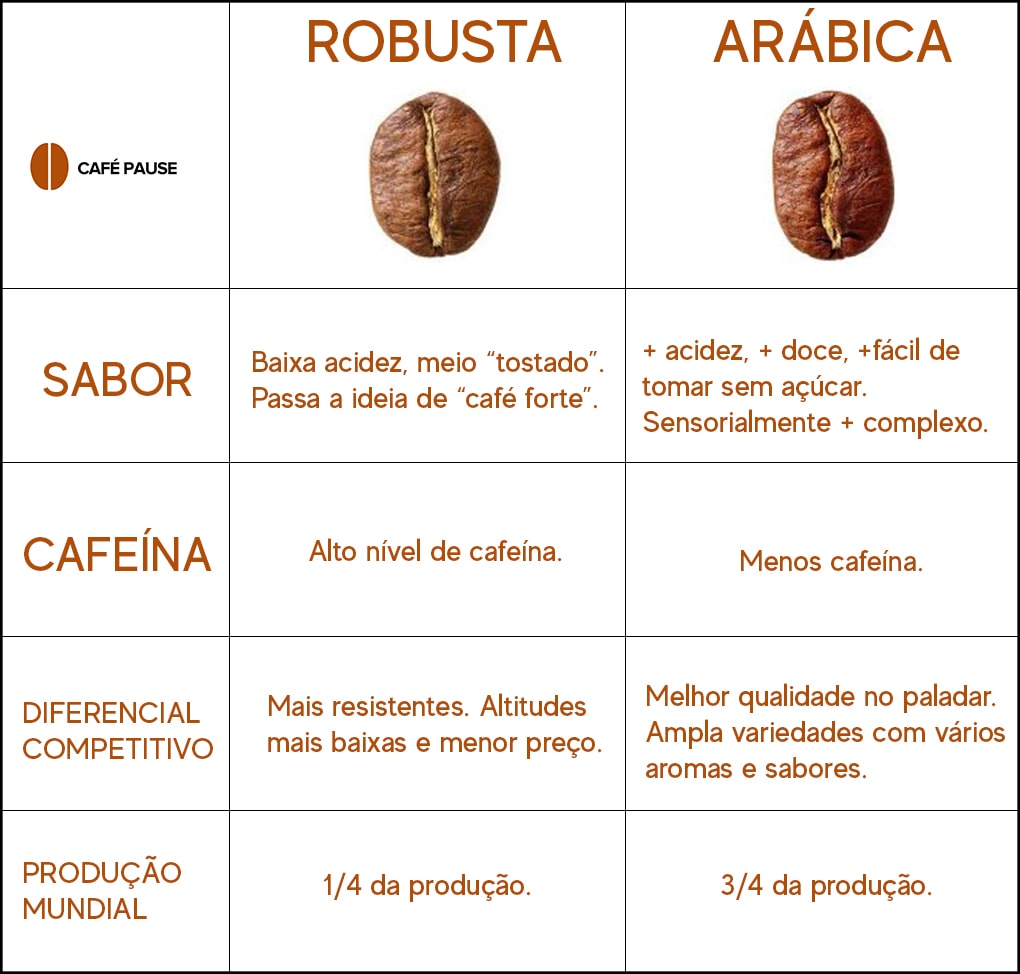 ROBUSTA
ARÁBICA
CAFÉ PAUSE
SABOR
Baixa acidez, meio “tostado”.
Passa a ideia de “café forte”.
+ acidez, + doce, +fácil de
tomar sem açúcar.
Sensorialmente + complexo.
CAFEÍNA
Alto nível de cafeína.
Menos cafeína.
DIFERENCIAL
COMPETITIVO
Mais resistentes. Altitudes
mais baixas e menor preço.
Melhor qualidade no paladar.
Ampla variedades com vários
aromas e sabores.
PRODUÇÃO
MUNDIAL
1/4 da produção.
3/4 da produção.